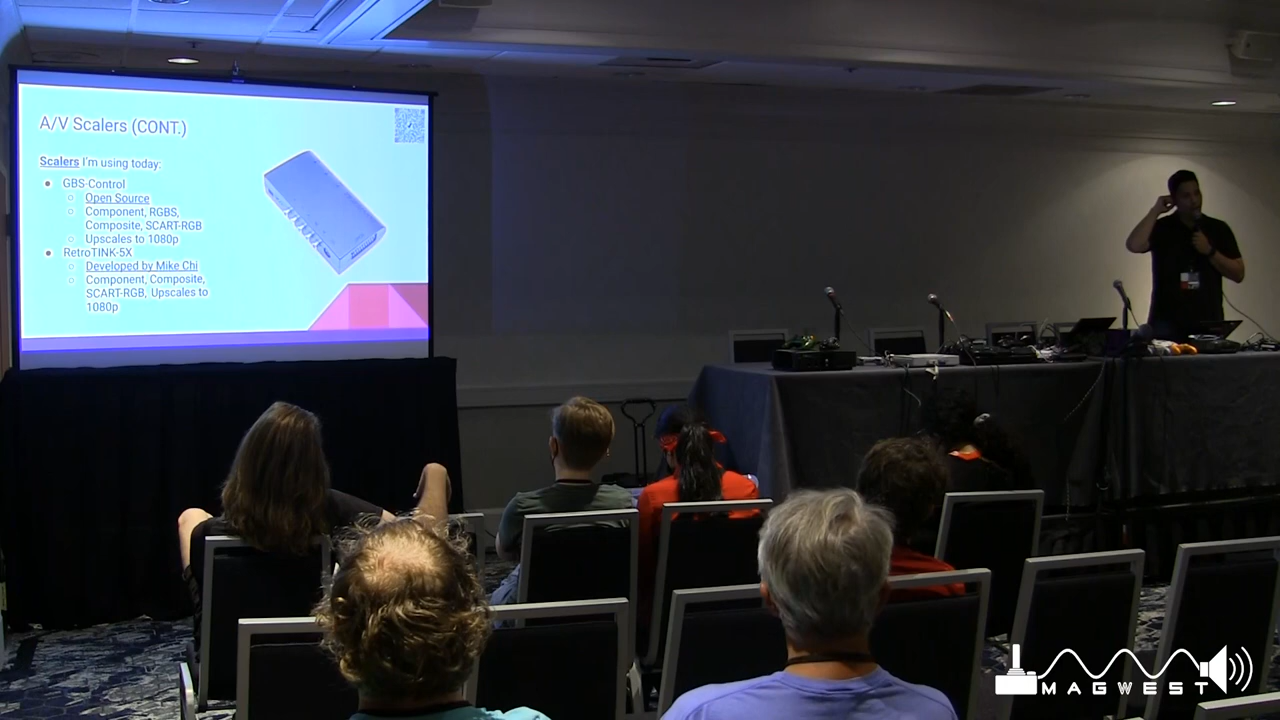 A/V Scalers (CONT.)
Scalers I'm using today:
● GBS-Control
○ Open Source
○ Component, RGBS,
Composite, SCART-RGB
○ Upscales to 1080p
● RetroTINK-5X
○ Developed by Mike Chi
○ Component, Composite,
SCART-RGB, Upscales to
1080p
MAGWEST